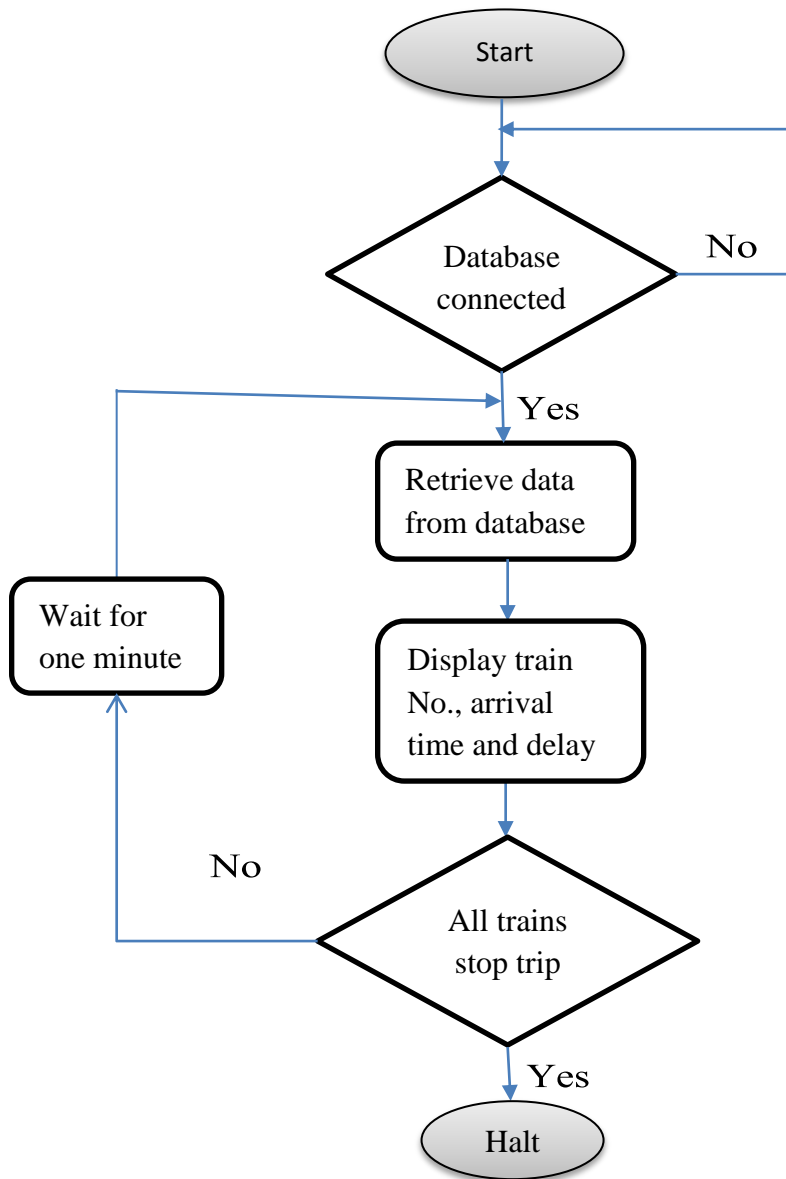 Start
Database
connected
No
Yes
Retrieve data
from database
Wait for
one minute
Display train
No., arrival
time and delay
No
All trains
stop trip
Yes
Halt